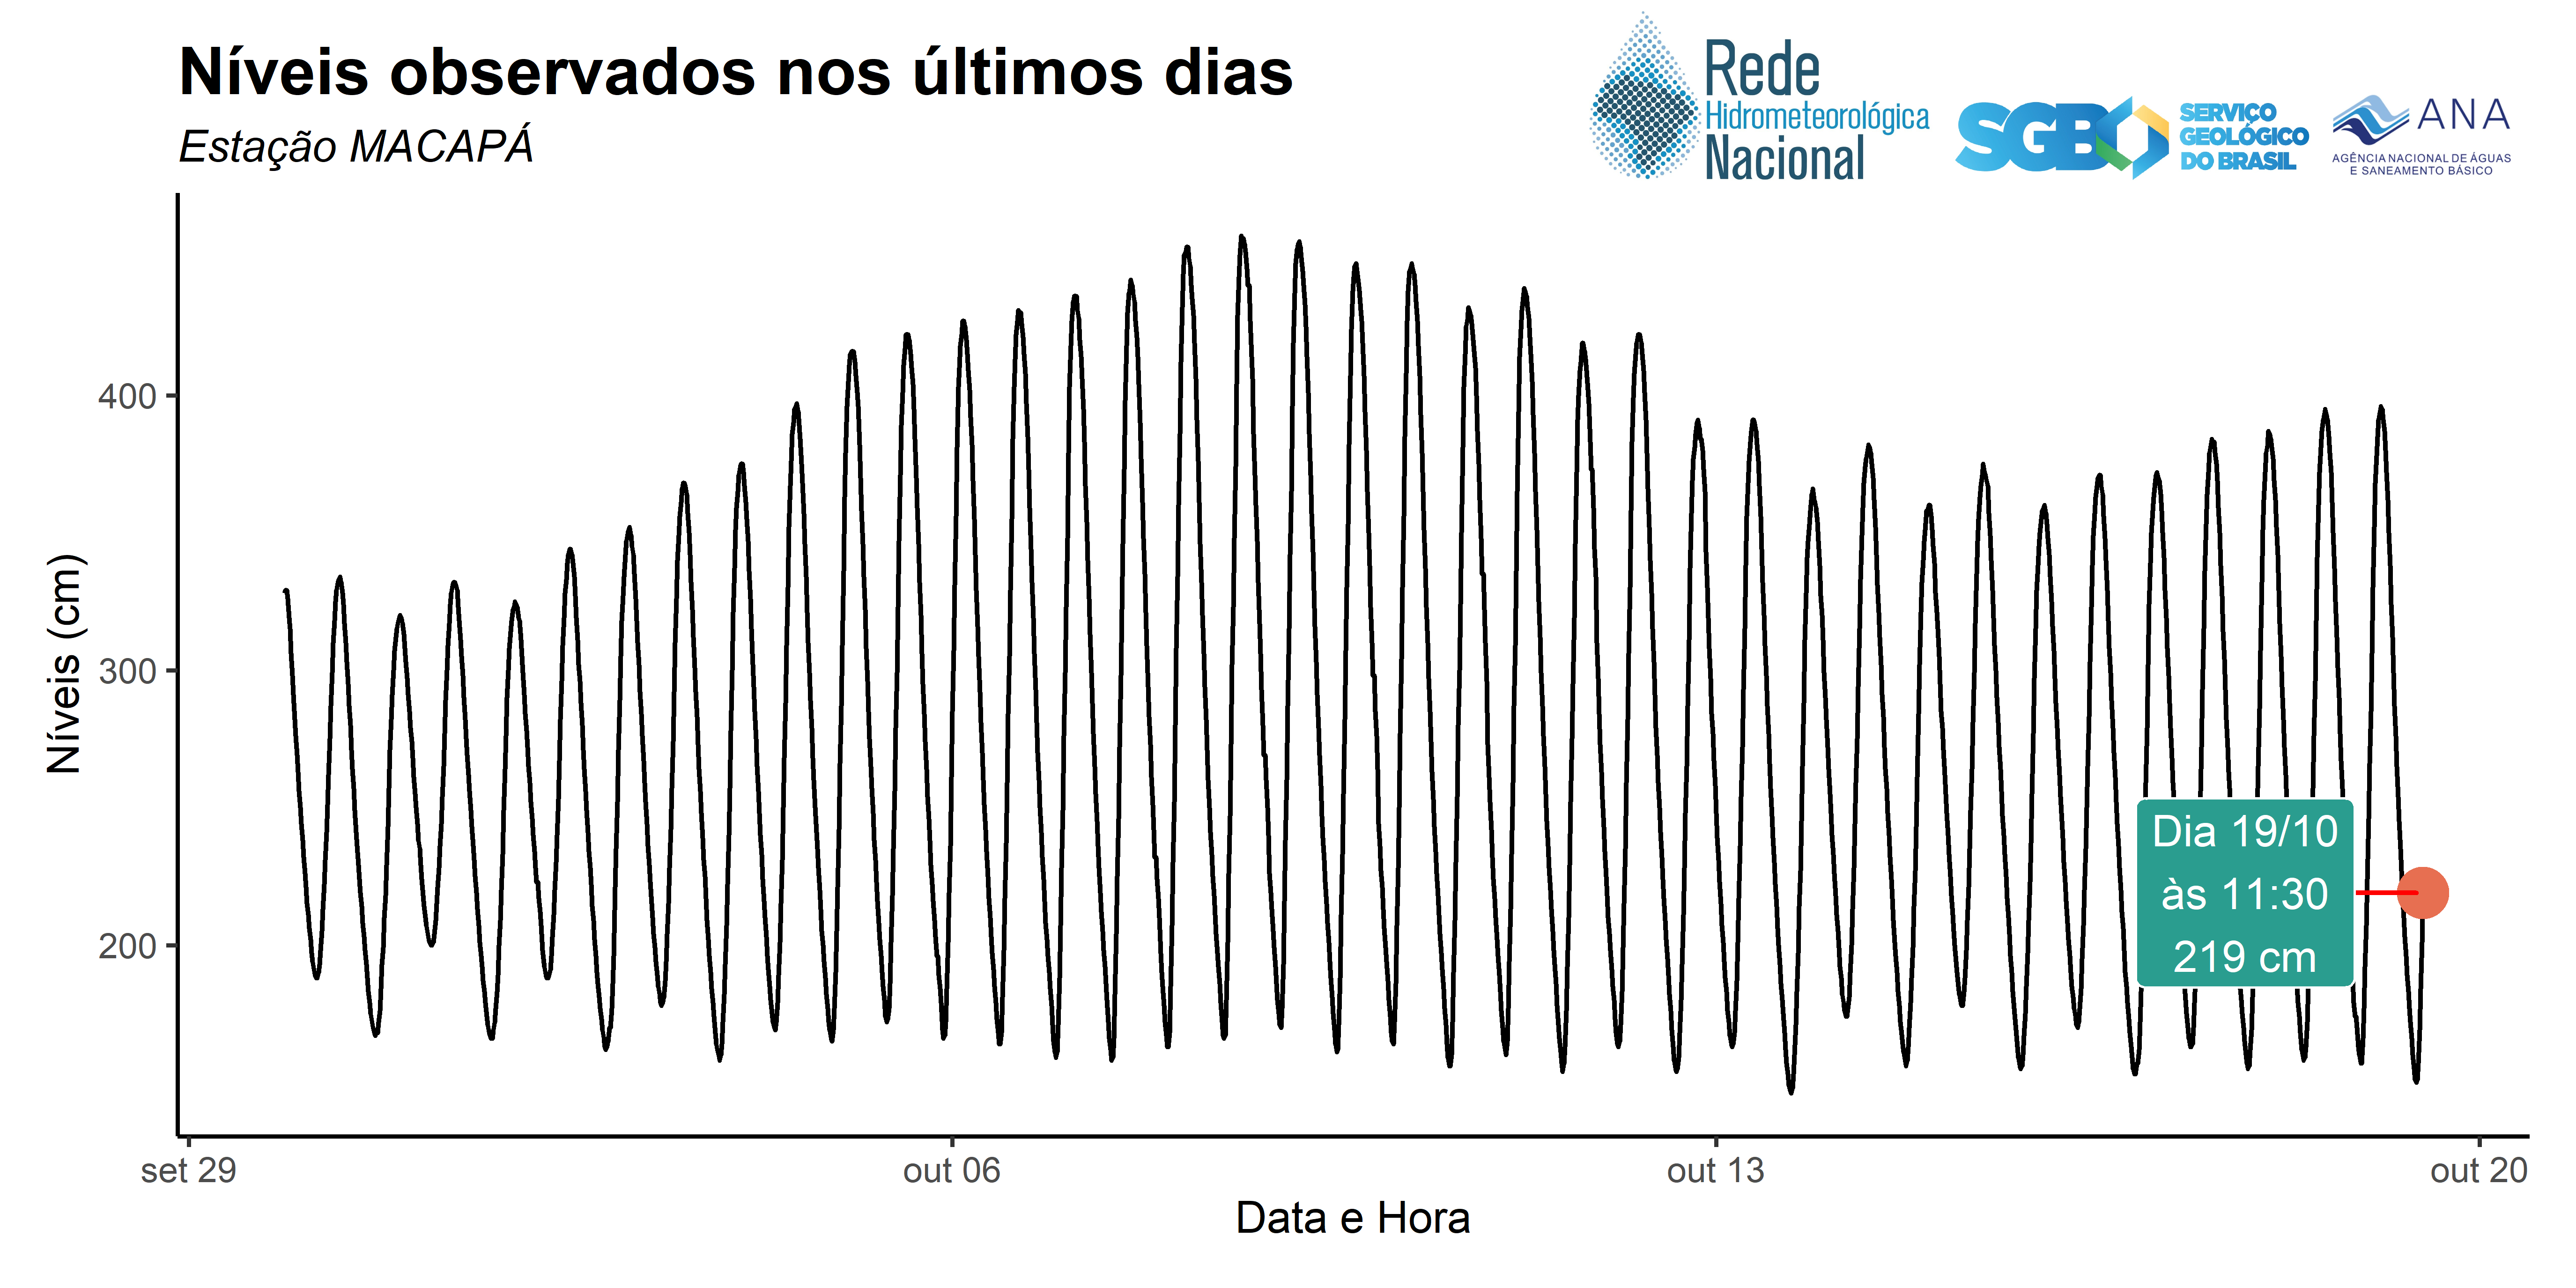 Níveis observados nos últimos dias
Estação MACAPÁ
Rede
Hidrometeorológica
Nacional
SGB
SERVIÇO
GEOLÓGICO
DO BRASIL
ANA
AGÊNCIA NACIONAL DE ÁGUAS
E SANEAMENTO BÁSICO
Níveis (cm)
400
300
200
Dia 19/10
às 11:30
219 cm
set 29
out 06
out 13
out 20
Data e Hora